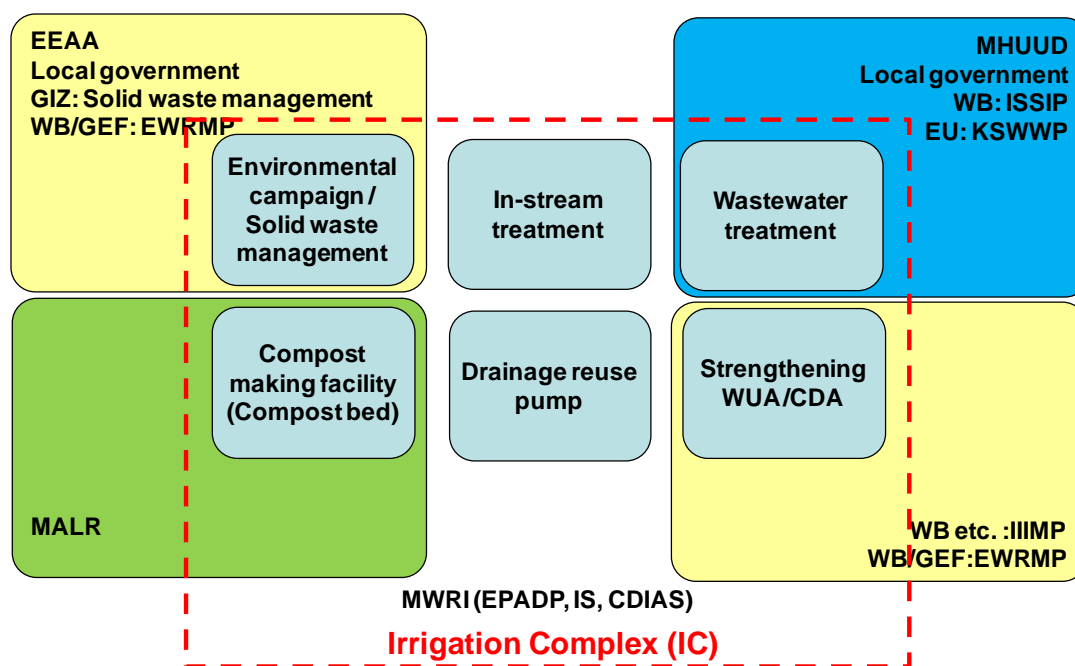 EEAA
Local government
GIZ: Solid waste management
WB/GEF: EWRMP
MHUUD
Local government
WB: ISSIP
EU: KSWWP
Environmental
campaign /
Solid waste
management
In-stream
treatment
Wastewater
treatment
Compost
making facility
(Compost bed)
Drainage reuse
pump
Strengthening
WUA/CDA
MALR
WB etc. :IIIMP
WB/GEF:EWRMP
MWRI (EPADP, IS, CDIAS)
Irrigation Complex (IC)